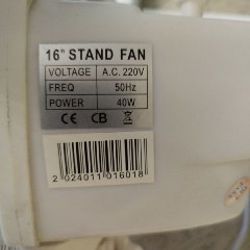 16" STAND FAN
VOLTAGE A.C. 220V
FREQ 50Hz
POWER 40W
CE CB
2 024011 016018